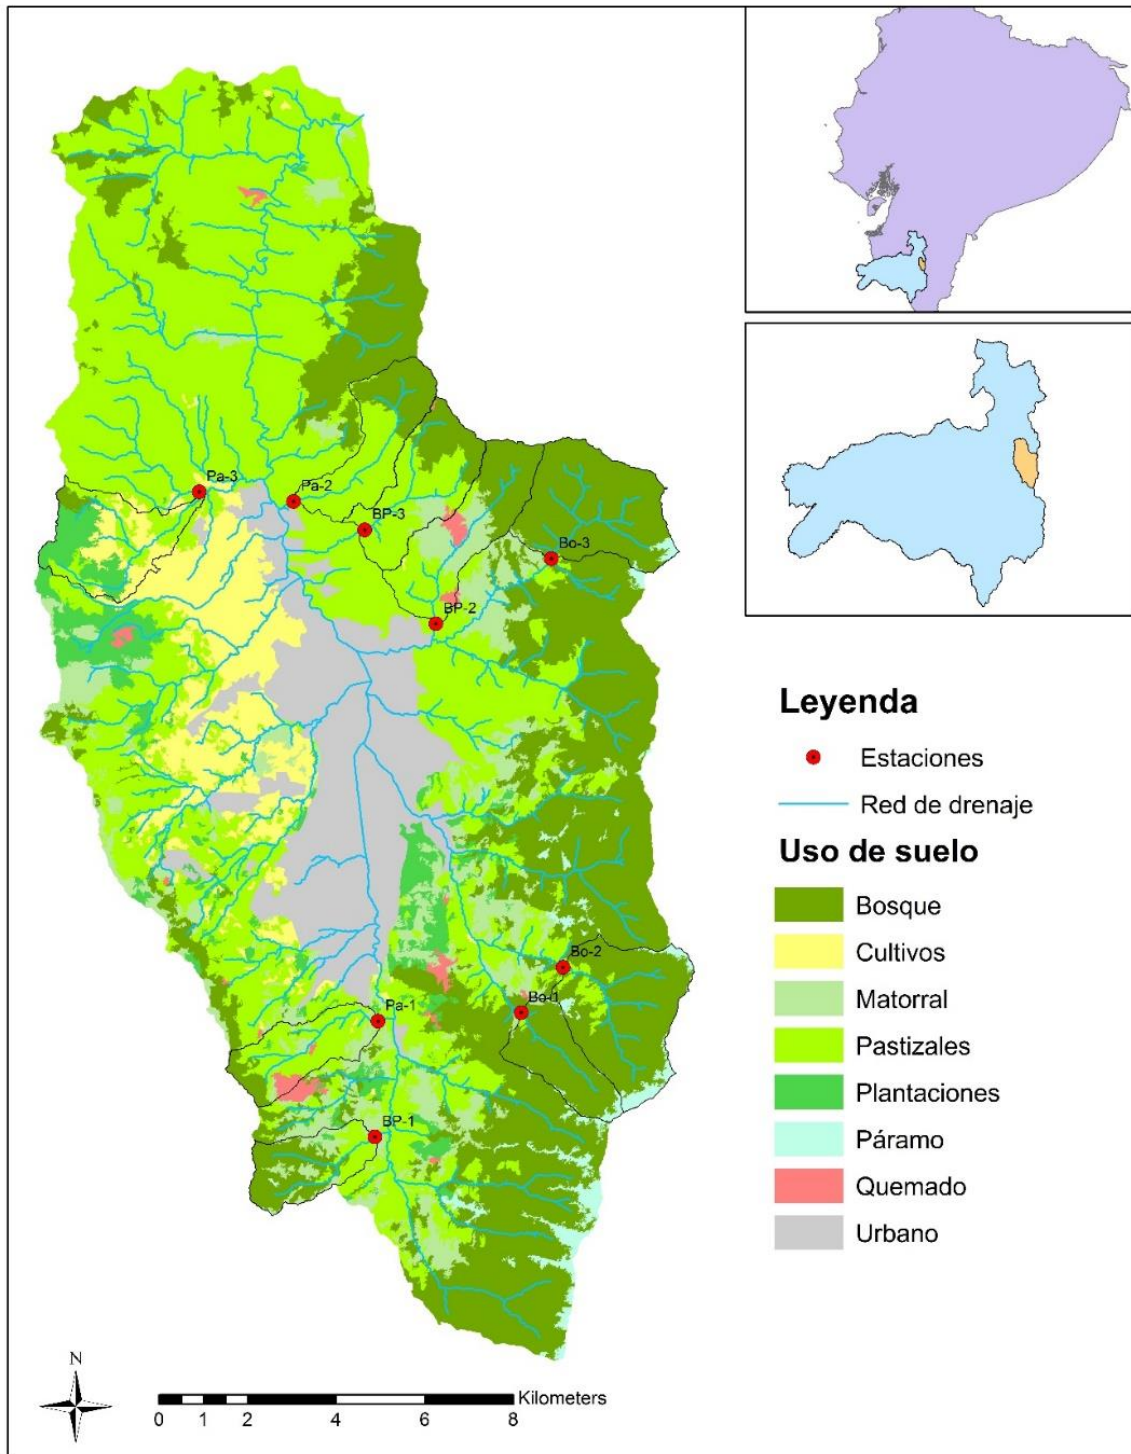 Pa-3
Pa-2
BP-3
Bo-3
BP-2
Bo-2
Bo-1
Pa-1
BP-1
Leyenda
Estaciones
Red de drenaje
Uso de suelo
Bosque
Cultivos
Matorral
Pastizales
Plantaciones
Páramo
Quemado
Urbano
N
Kilometers
0 1 2 4 6 8